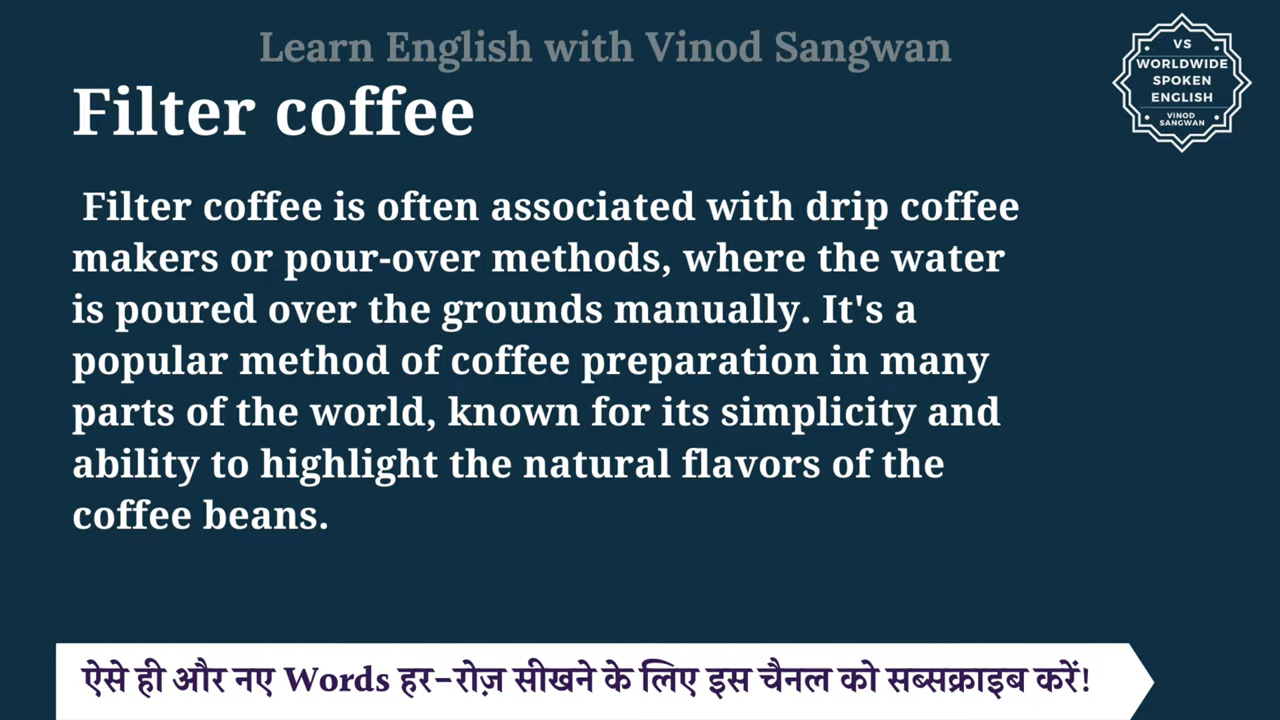 Learn English with Vinod Sangwan
VS
WORLDWIDE
SPOKEN
ENGLISH
VINOD
SANGWAN
Filter coffee
Filter coffee is often associated with drip coffee
makers or pour-over methods, where the water
is poured over the grounds manually. It's a
popular method of coffee preparation in many
parts of the world, known for its simplicity and
ability to highlight the natural flavors of the
coffee beans.
ऐसे ही और नए Words हर-रोज़ सीखने के लिए इस चैनल को सब्सक्राइब करें!